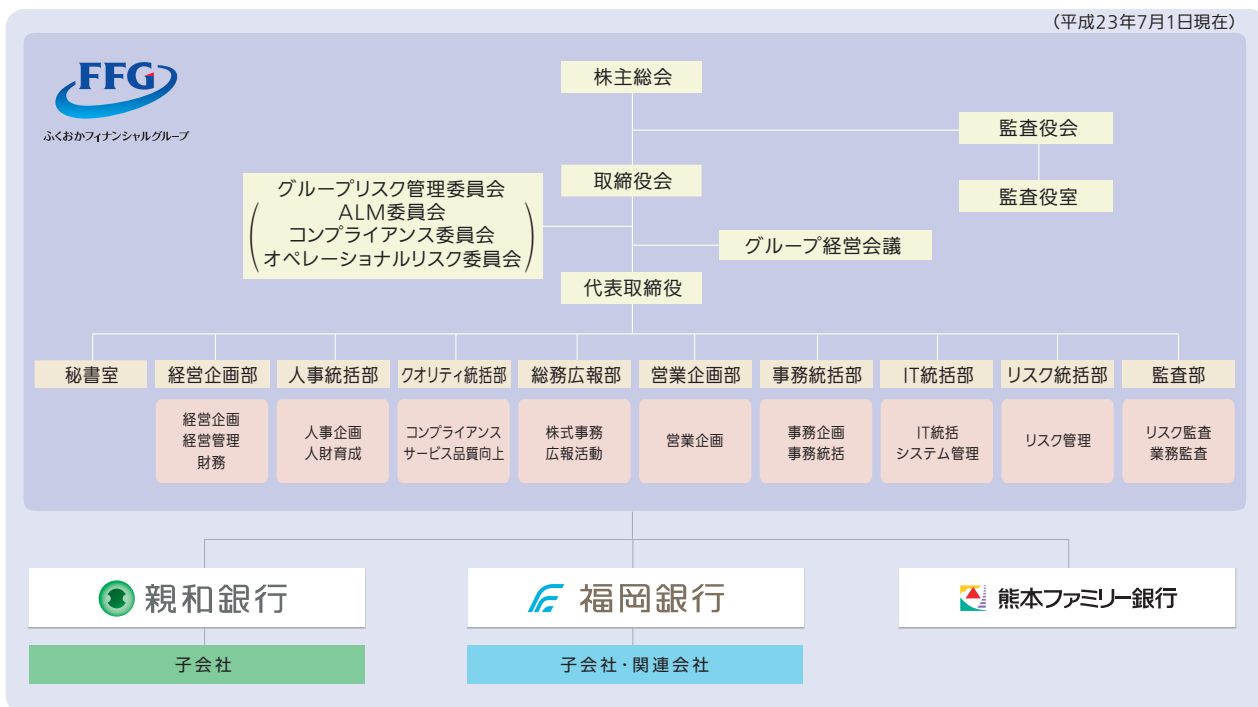 (平成23年7月1日現在)
FFG
ふくおかフィナンシャルグループ
株主総会
監査役会
監査役室
取締役会
グループリスク管理委員会
ALM委員会
コンプライアンス委員会
オペレーショナルリスク委員会
グループ経営会議
代表取締役
秘書室
経営企画部
人事統括部
クオリティ統括部
総務広報部
営業企画部
事務統括部
IT統括部
リスク統括部
監査部
経営企画
経営管理
財務
人事企画
人財育成
コンプライアンス
サービス品質向上
株式事務
広報活動
営業企画
事務企画
事務統括
IT統括
システム管理
リスク管理
リスク監査
業務監査
親和銀行
福岡銀行
熊本ファミリー銀行
子会社
子会社・関連会社